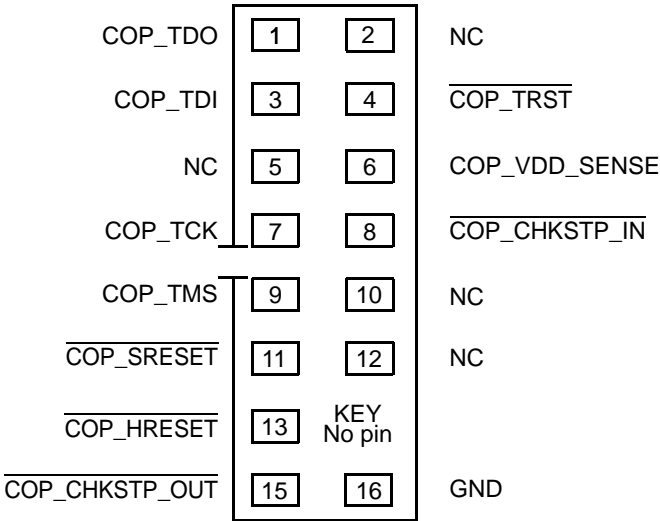 COP_TDO 1 2 NC
COP_TDI 3 4 COP_TRST
NC 5 6 COP_VDD_SENSE
COP_TCK 7 8 COP_CHKSTP_IN
COP_TMS 9 10 NC
COP_SRESET 11 12 NC
COP_HRESET 13 KEY
No pin
COP_CHKSTP_OUT 15 16 GND